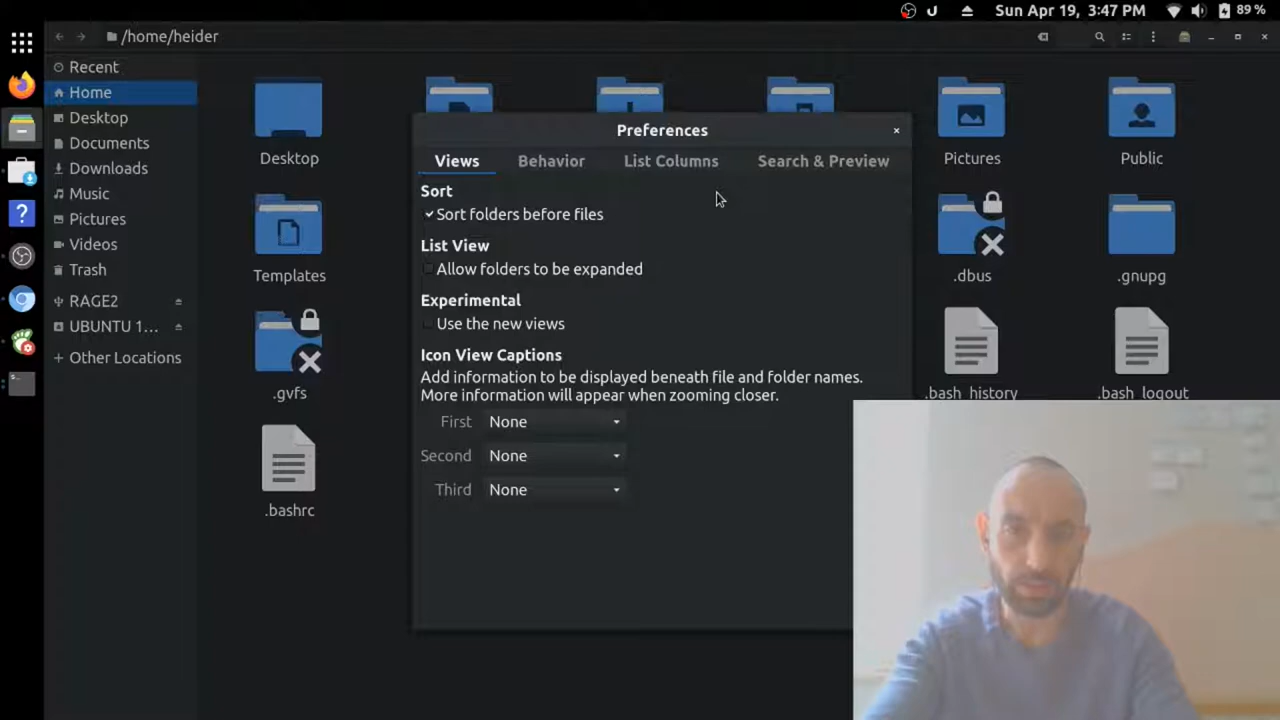 Sun Apr 19, 3:47 PM
89 %
/home/heider
Recent
Home
Desktop
Documents
Downloads
Music
Pictures
Videos
Trash
RAGE2
UBUNTU 1...
Other Locations
Desktop
Pictures
Public
Templates
.dbus
.gnupg
.gvfs
.bash_history
.bash_logout
.bashrc
Preferences
Views
Behavior
List Columns
Search & Preview
Sort
Sort folders before files
List View
Allow folders to be expanded
Experimental
Use the new views
Icon View Captions
Add information to be displayed beneath file and folder names.
More information will appear when zooming closer.
First None
Second None
Third None